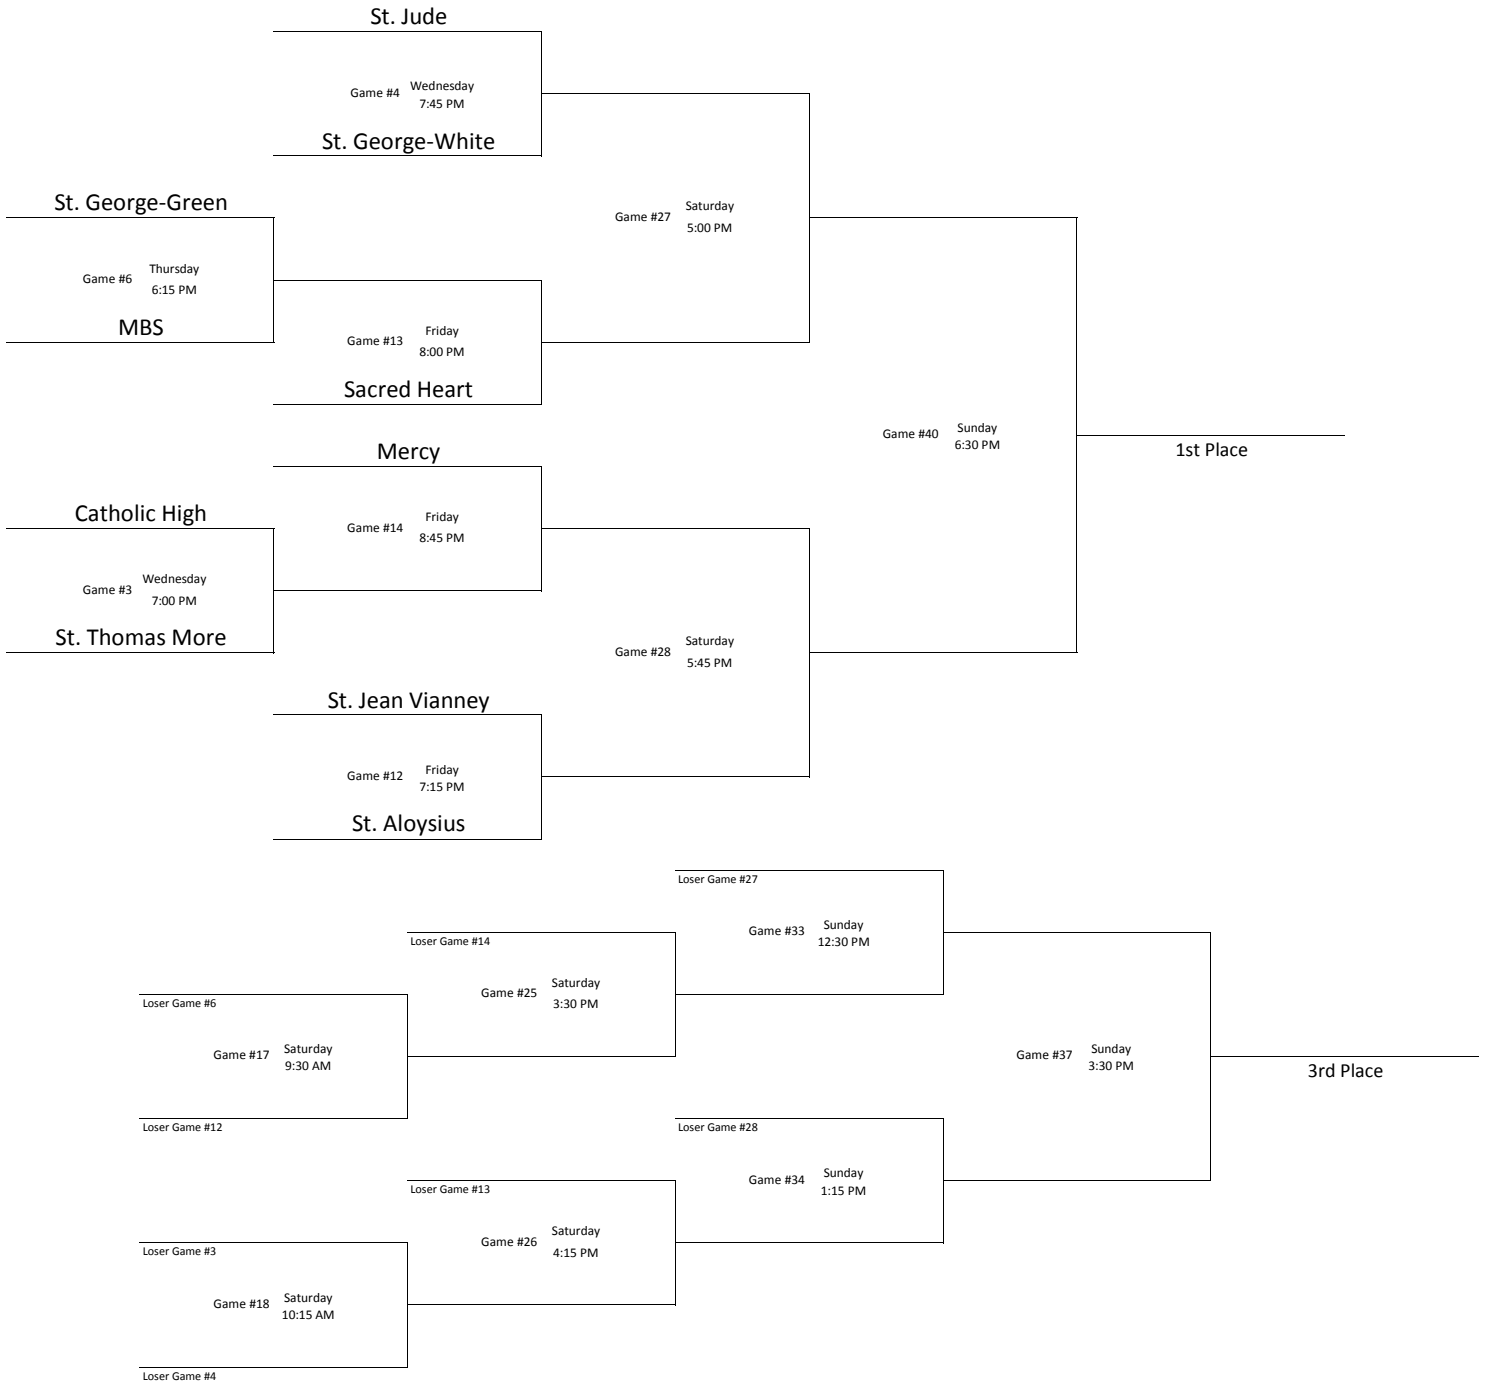 St. Jude
Game #4
Wednesday
7:45 PM
St. George-White
St. George-Green
Game #6
Thursday
6:15 PM
MBS
Game #27
Saturday
5:00 PM
Game #13
Friday
8:00 PM
Sacred Heart
Game #40
Sunday
6:30 PM
1st Place
Mercy
Catholic High
Game #14
Friday
8:45 PM
Game #3
Wednesday
7:00 PM
St. Thomas More
Game #28
Saturday
5:45 PM
St. Jean Vianney
Game #12
Friday
7:15 PM
St. Aloysius
Loser Game #27
Game #33
Sunday
12:30 PM
Loser Game #14
Game #25
Saturday
3:30 PM
Loser Game #6
Game #17
Saturday
9:30 AM
Loser Game #12
Game #37
Sunday
3:30 PM
3rd Place
Loser Game #28
Game #34
Sunday
1:15 PM
Loser Game #13
Game #26
Saturday
4:15 PM
Loser Game #3
Game #18
Saturday
10:15 AM
Loser Game #4